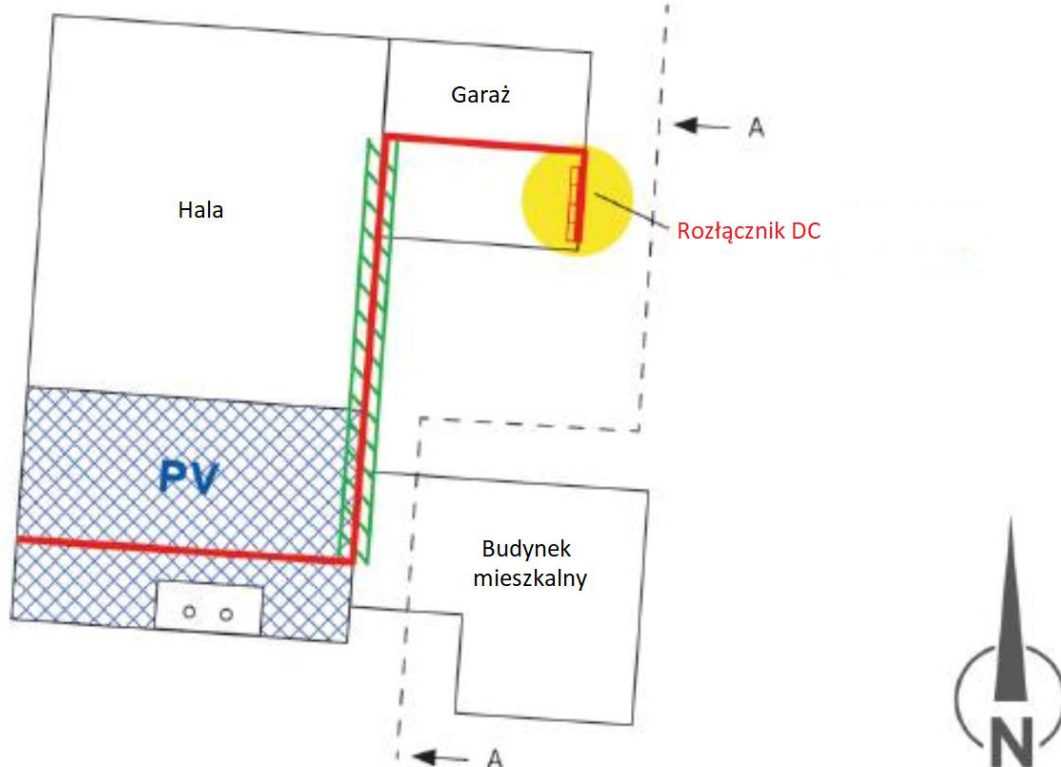 Garaż
A
Hala
Rozłącznik DC
PV
Budynek
mieszkalny
N
A